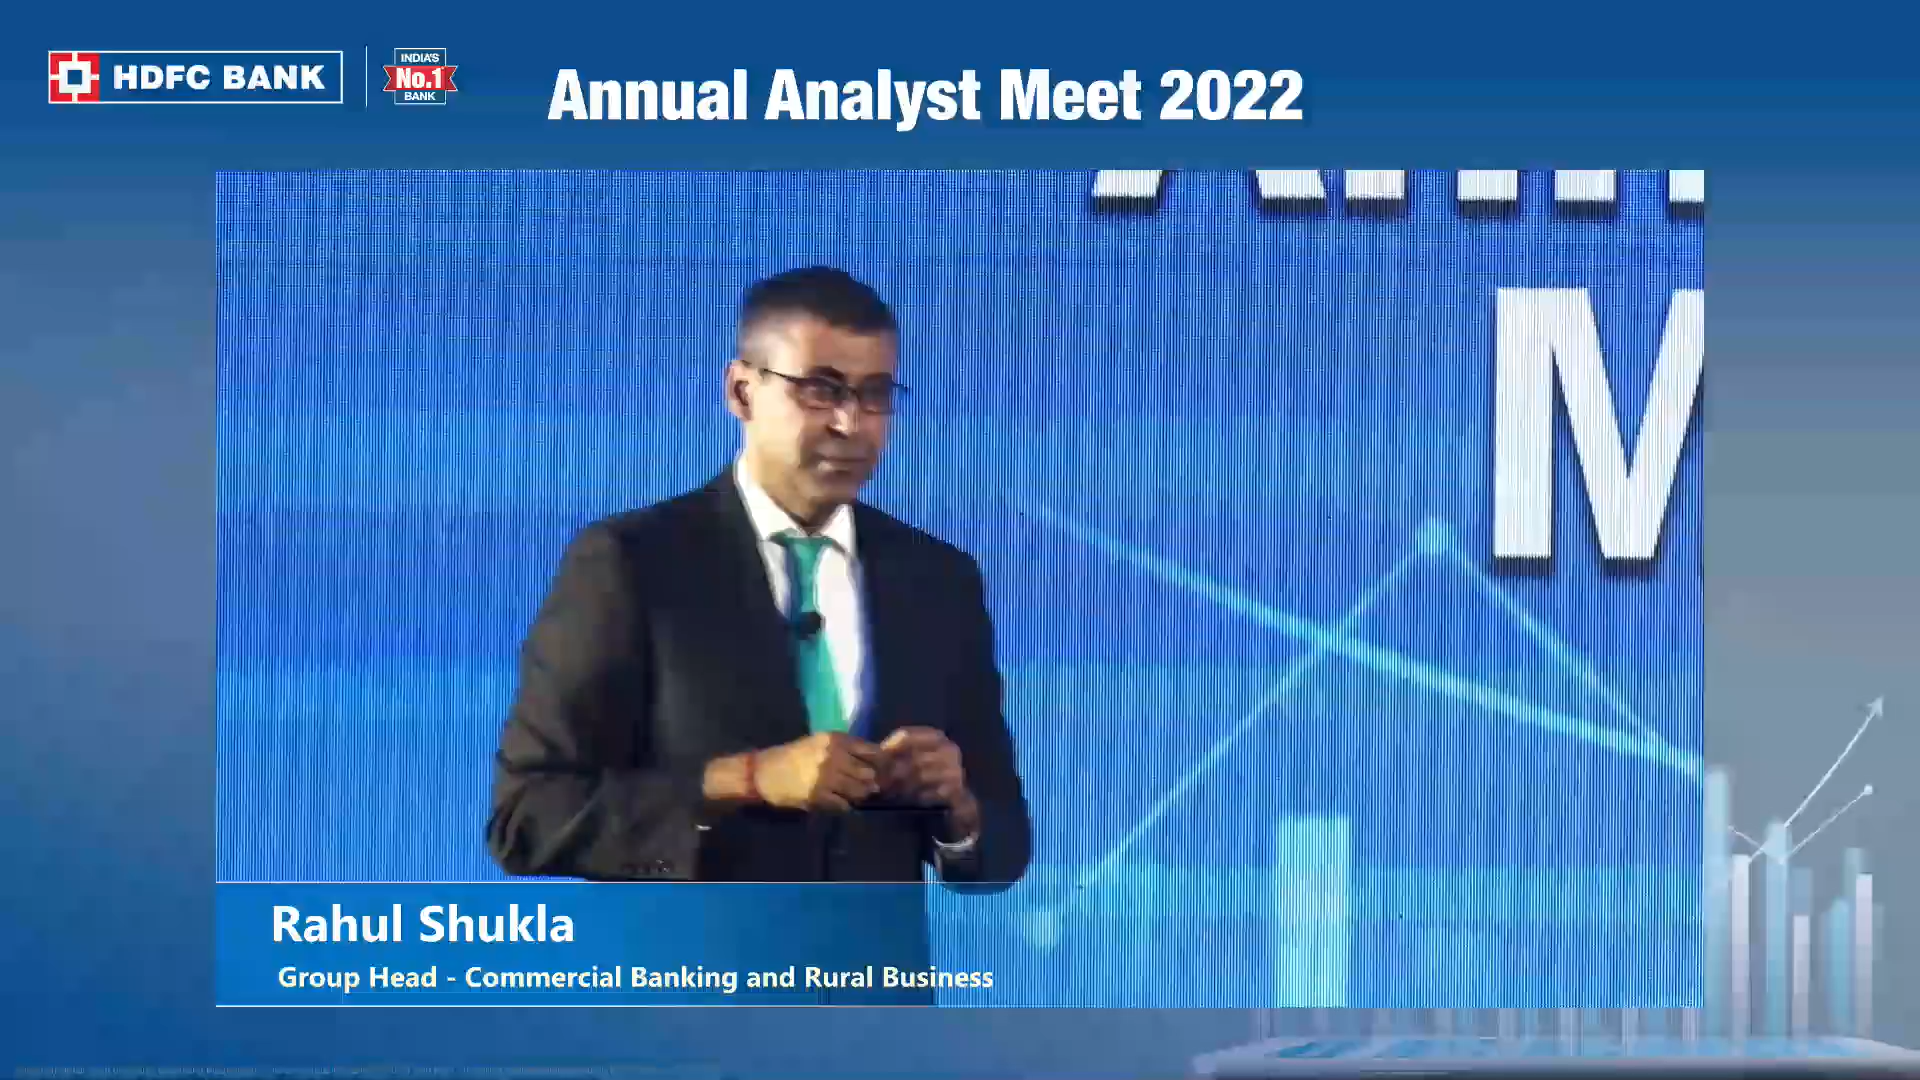 HDFC BANK
INDIA'S
No.1
BANK
Annual Analyst Meet 2022
M
Rahul Shukla
Group Head - Commercial Banking and Rural Business